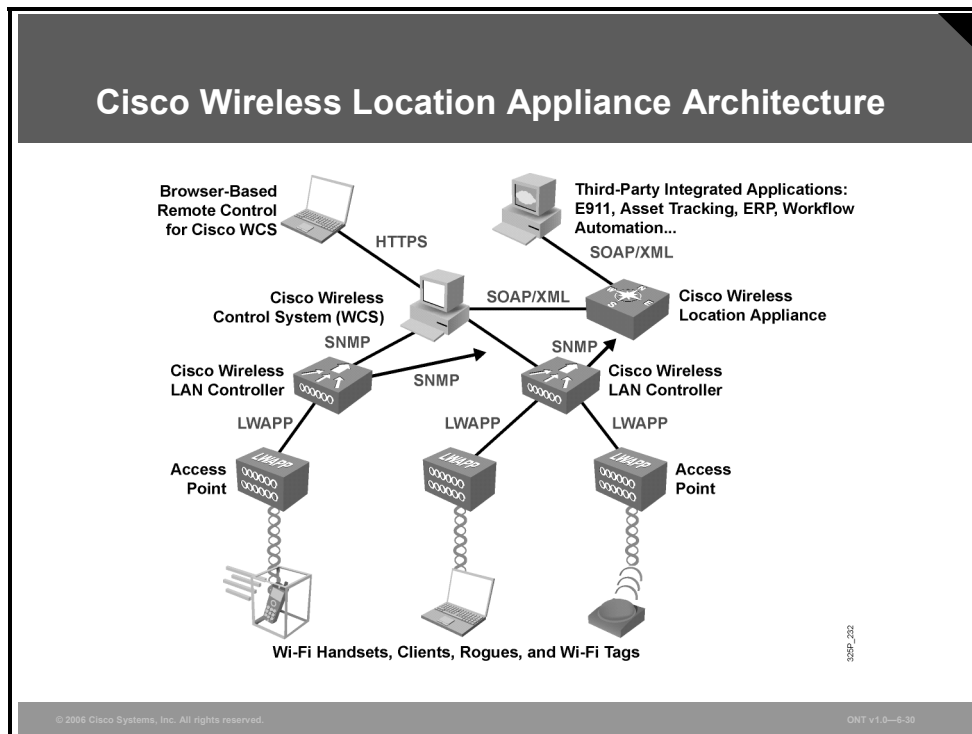 Cisco Wireless Location Appliance Architecture
Browser-Based
Remote Control
for Cisco WCS
HTTPS
Third-Party Integrated Applications:
E911, Asset Tracking, ERP, Workflow
Automation...
SOAP/XML
Cisco Wireless
Control System (WCS)
SOAP/XML
N
E
S
W
Cisco Wireless
Location Appliance
SNMP
SNMP
Cisco Wireless
LAN Controller
SNMP
Cisco Wireless
LAN Controller
LWAPP
LWAPP
LWAPP
Access
Point
LWAPP
LWAPP
LWAPP
Access
Point
Wi-Fi Handsets, Clients, Rogues, and Wi-Fi Tags
325P_232
© 2006 Cisco Systems, Inc. All rights reserved.
ONT v1.0—6-30